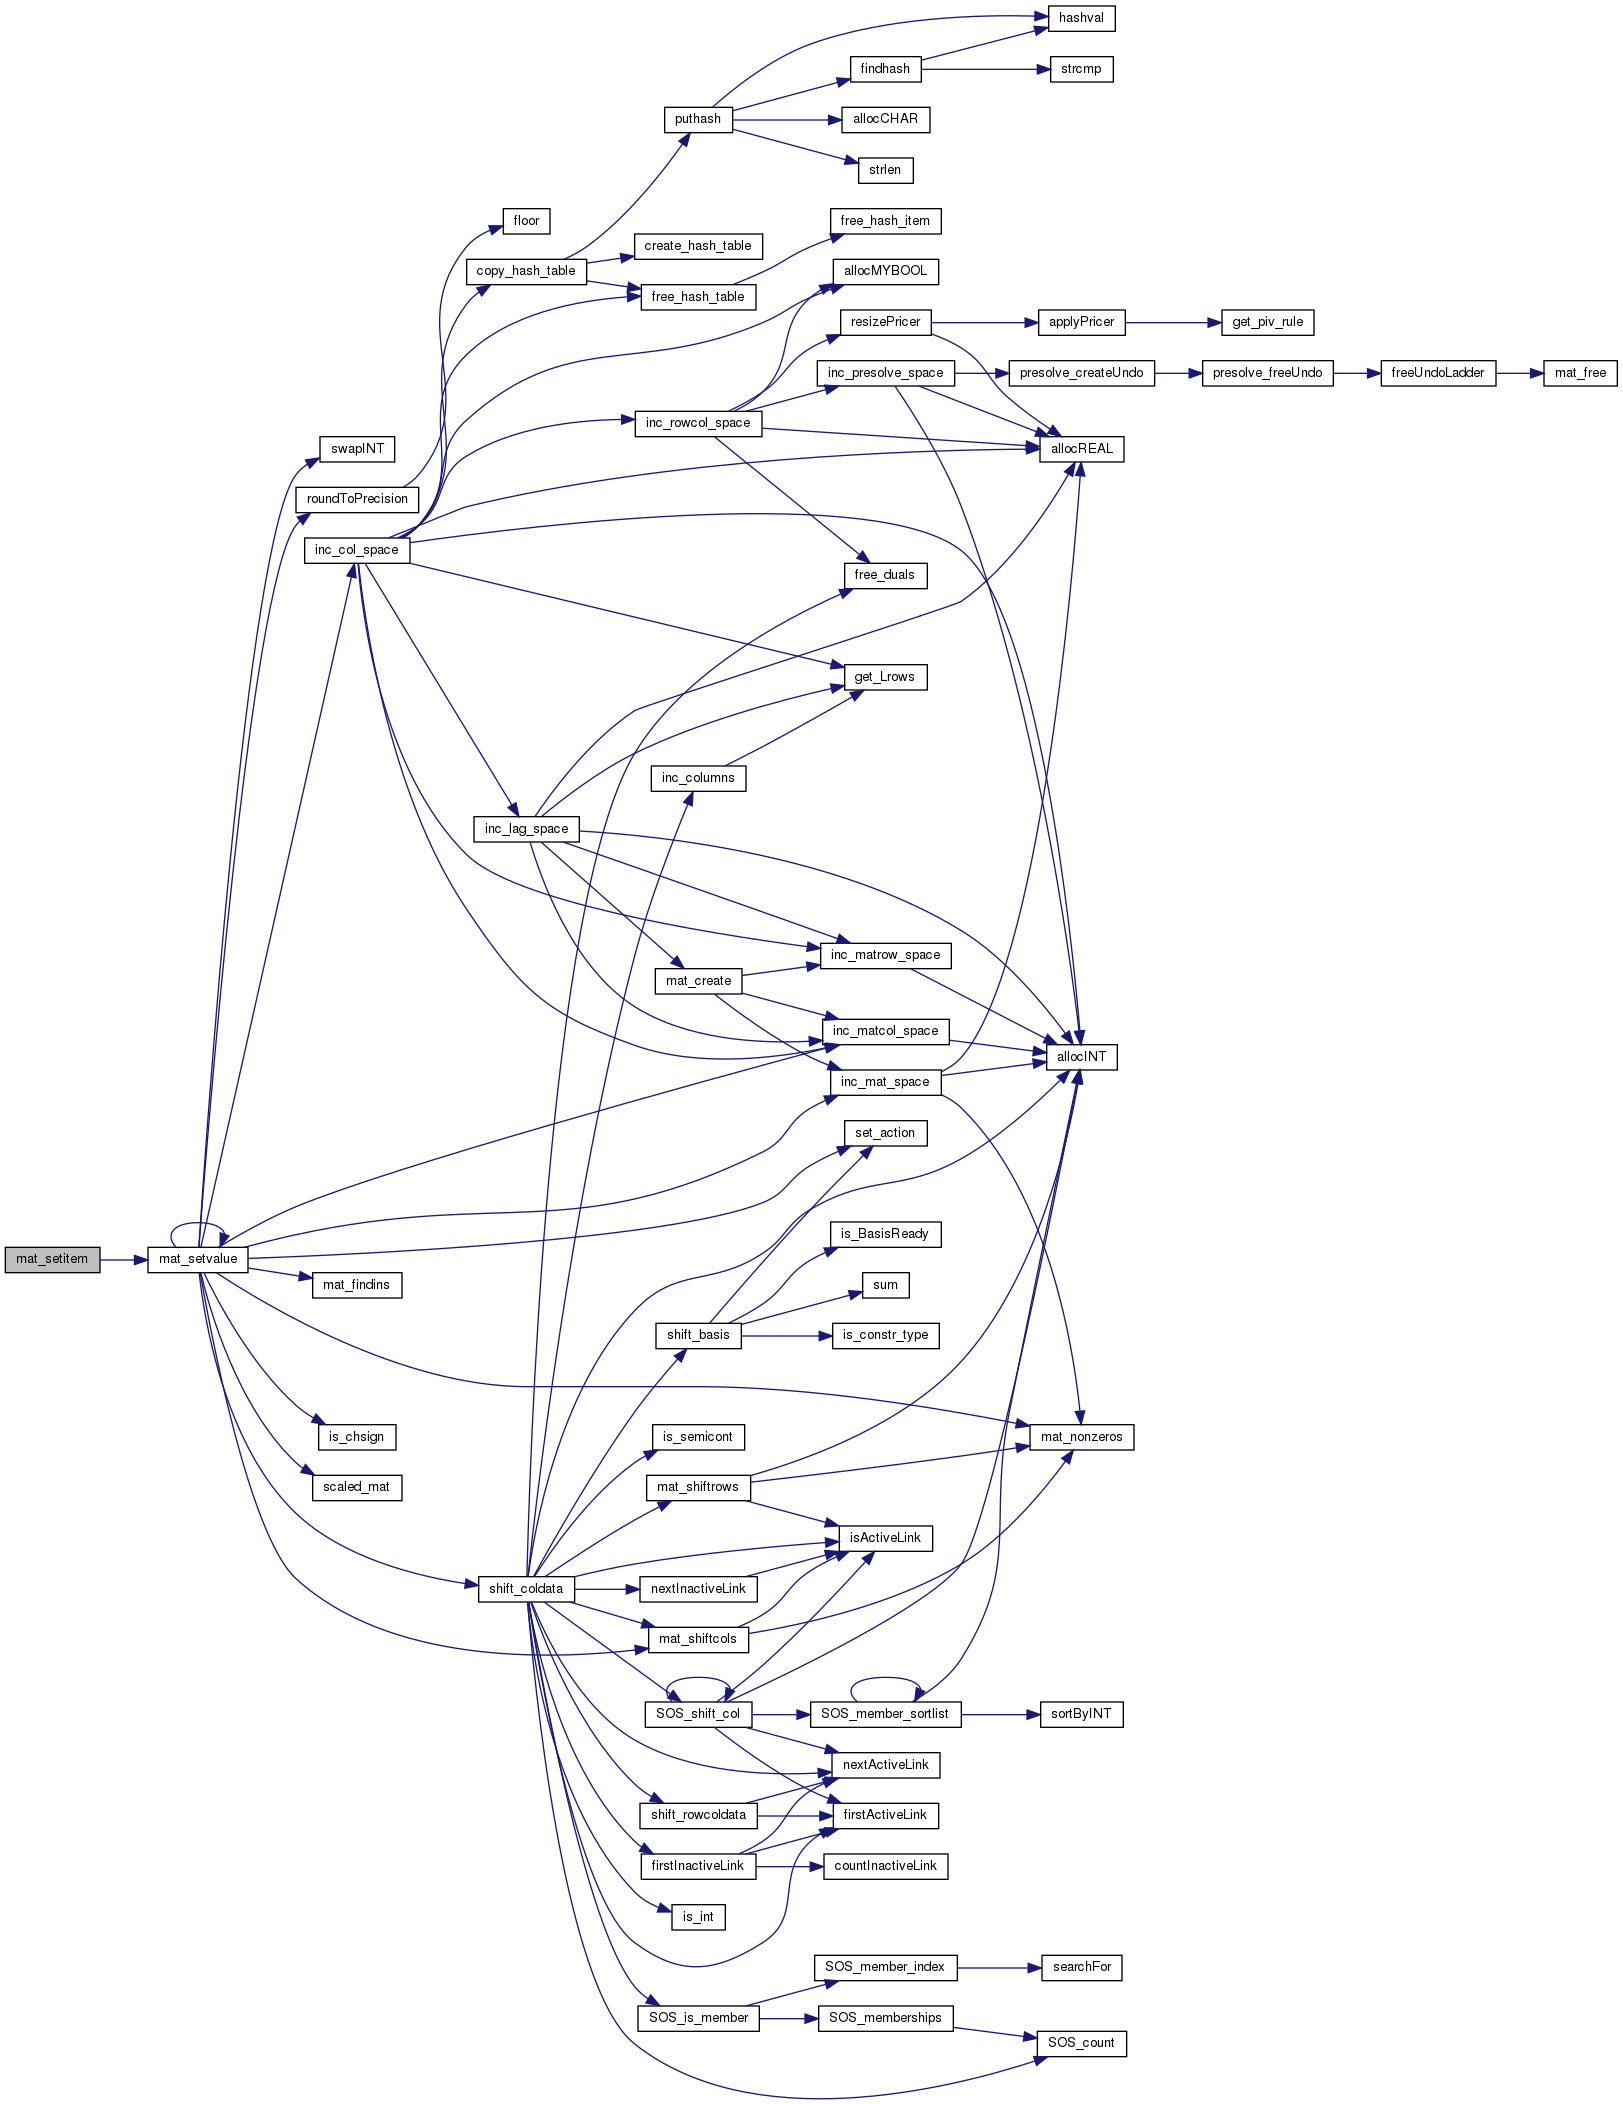 hashval
findhash
strcmp
puthash
allocCHAR
strlen
floor
free_hash_item
create_hash_table
copy_hash_table
allocMYBOOL
free_hash_table
resizePricer
applyPricer
get_piv_rule
inc_presolve_space
presolve_createUndo
presolve_freeUndo
freeUndoLadder
mat_free
inc_rowcol_space
swapINT
allocREAL
roundToPrecision
inc_col_space
free_duals
get_Lrows
inc_columns
inc_lag_space
inc_matrow_space
mat_create
inc_matcol_space
allocINT
inc_mat_space
set_action
is_BasisReady
mat_setitem
mat_setvalue
mat_findins
sum
shift_basis
is_constr_type
is_chsign
is_semicont
mat_nonzeros
scaled_mat
mat_shiftrows
isActiveLink
shift_coldata
nextInactiveLink
mat_shiftcols
SOS_shift_col
SOS_member_sortlist
sortByINT
nextActiveLink
shift_rowcoldata
firstActiveLink
firstInactiveLink
countInactiveLink
is_int
SOS_member_index
searchFor
SOS_is_member
SOS_memberships
SOS_count